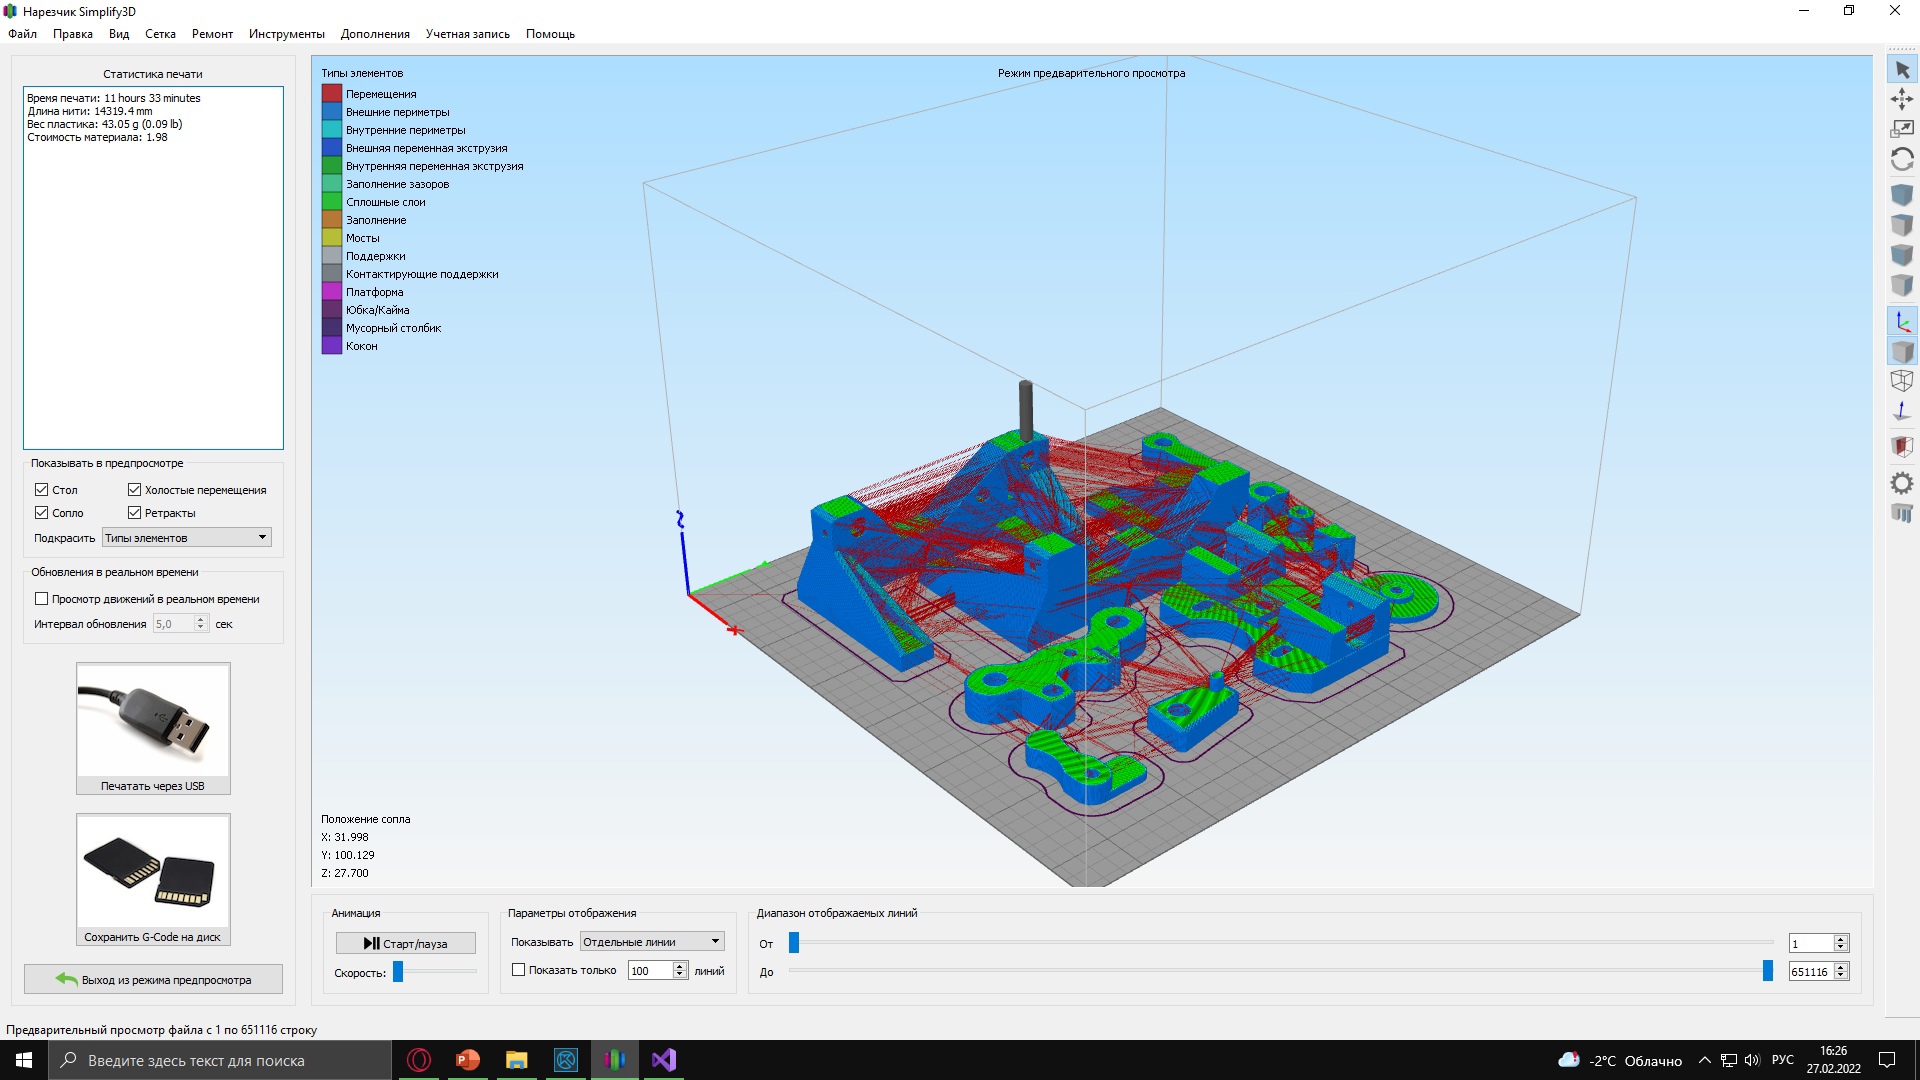 Нарезчик Simplify3D
Файл Правка Вид Сетка Ремонт Инструменты Дополнения Учетная запись Помощь
Статистика печати
Время печати: 11 hours 33 minutes
Длина нити: 14319.4 mm
Вес пластика: 43.05 g (0.09 lb)
Стоимость материала: 1.98
Показывать в предпросмотре
Стол Холостые перемещения
Сопло Ретракты
Подкрасить Типы элементов
Обновления в реальном времени
Просмотр движений в реальном времени
Интервал обновления 5,0 сек
Печатать через USB
Сохранить G-Code на диск
Выход из режима предпросмотра
Типы элементов
Перемещения
Внешние периметры
Внутренние периметры
Внешняя переменная экструзия
Внутренняя переменная экструзия
Заполнение зазоров
Сплошные слои
Заполнение
Мосты
Поддержки
Контактирующие поддержки
Платформа
Юбка/Кайма
Мусорный столбик
Кокон
Режим предварительного просмотра
Положение сопла
X: 31.998
Y: 100.129
Z: 27.700
Анимация
Старт/пауза
Скорость:
Параметры отображения
Показывать Отдельные линии
Показать только 100 линий
Диапазон отображаемых линий
От 1
До 651116
Предварительный просмотр файла с 1 по 651116 строку
Введите здесь текст для поиска
-2°C Облачно
РУС
16:26
27.02.2022